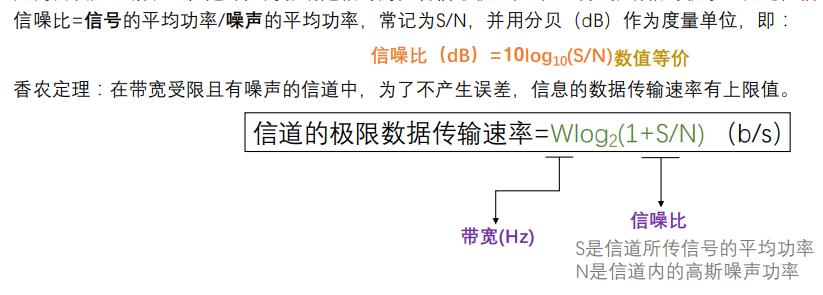 信噪比=信号的平均功率/噪声的平均功率，常记为S/N，并用分贝（dB）作为度量单位，即：
信噪比（dB）=10log₁₀(S/N)数值等价
香农定理：在带宽受限且有噪声的信道中，为了不产生误差，信息的数据传输速率有上限值。
信道的极限数据传输速率=Wlog₂(1+S/N) （b/s）
带宽(Hz)
信噪比
S是信道所传信号的平均功率
N是信道内的高斯噪声功率